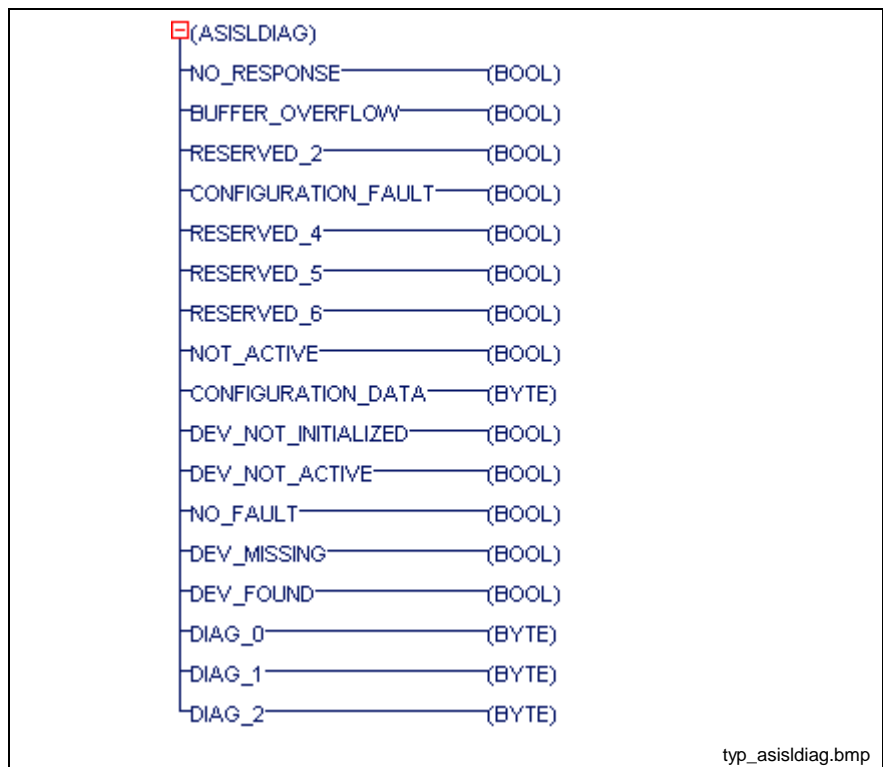 (ASISLDIAG)
NO_RESPONSE (BOOL)
BUFFER_OVERFLOW (BOOL)
RESERVED_2 (BOOL)
CONFIGURATION_FAULT (BOOL)
RESERVED_4 (BOOL)
RESERVED_5 (BOOL)
RESERVED_6 (BOOL)
NOT_ACTIVE (BOOL)
CONFIGURATION_DATA (BYTE)
DEV_NOT_INITIALIZED (BOOL)
DEV_NOT_ACTIVE (BOOL)
NO_FAULT (BOOL)
DEV_MISSING (BOOL)
DEV_FOUND (BOOL)
DIAG_0 (BYTE)
DIAG_1 (BYTE)
DIAG_2 (BYTE)
typ_asisldiag.bmp